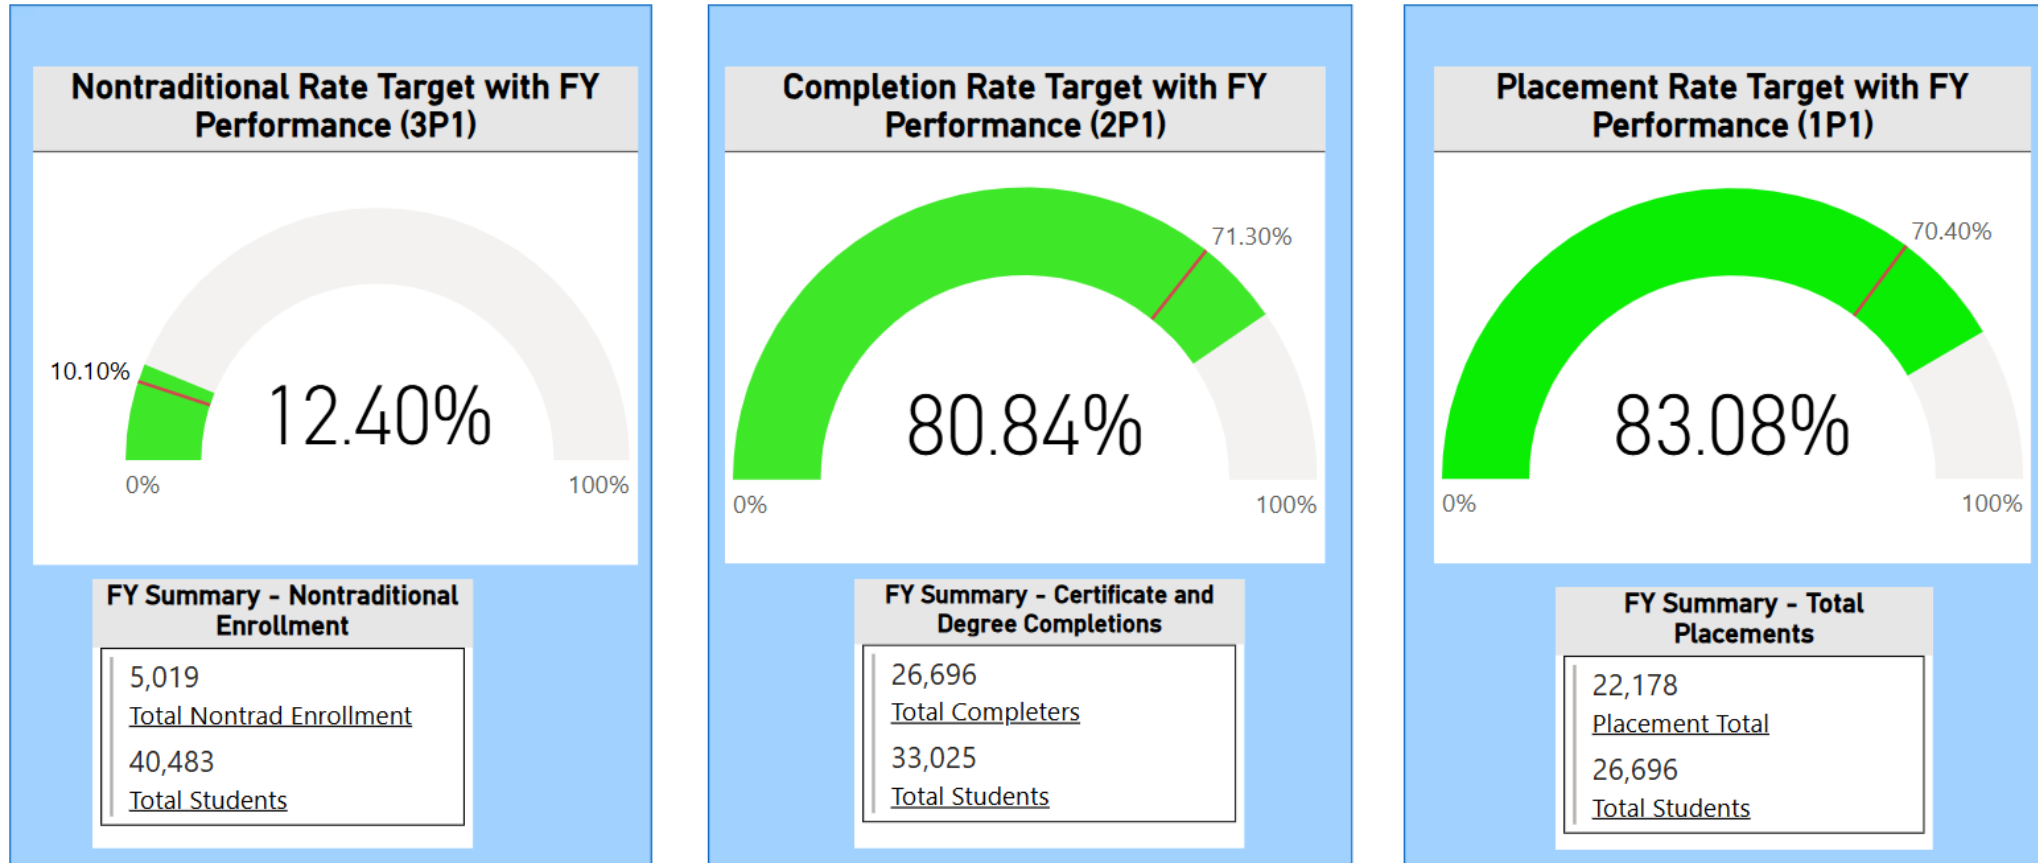 Nontraditional Rate Target with FY
Performance (3P1)
10.10%
12.40%
0%
100%
FY Summary - Nontraditional
Enrollment
5,019
Total Nontrad Enrollment
40,483
Total Students
Completion Rate Target with FY
Performance (2P1)
71.30%
80.84%
0%
100%
FY Summary - Certificate and
Degree Completions
26,696
Total Completers
33,025
Total Students
Placement Rate Target with FY
Performance (1P1)
70.40%
83.08%
0%
100%
FY Summary - Total
Placements
22,178
Placement Total
26,696
Total Students